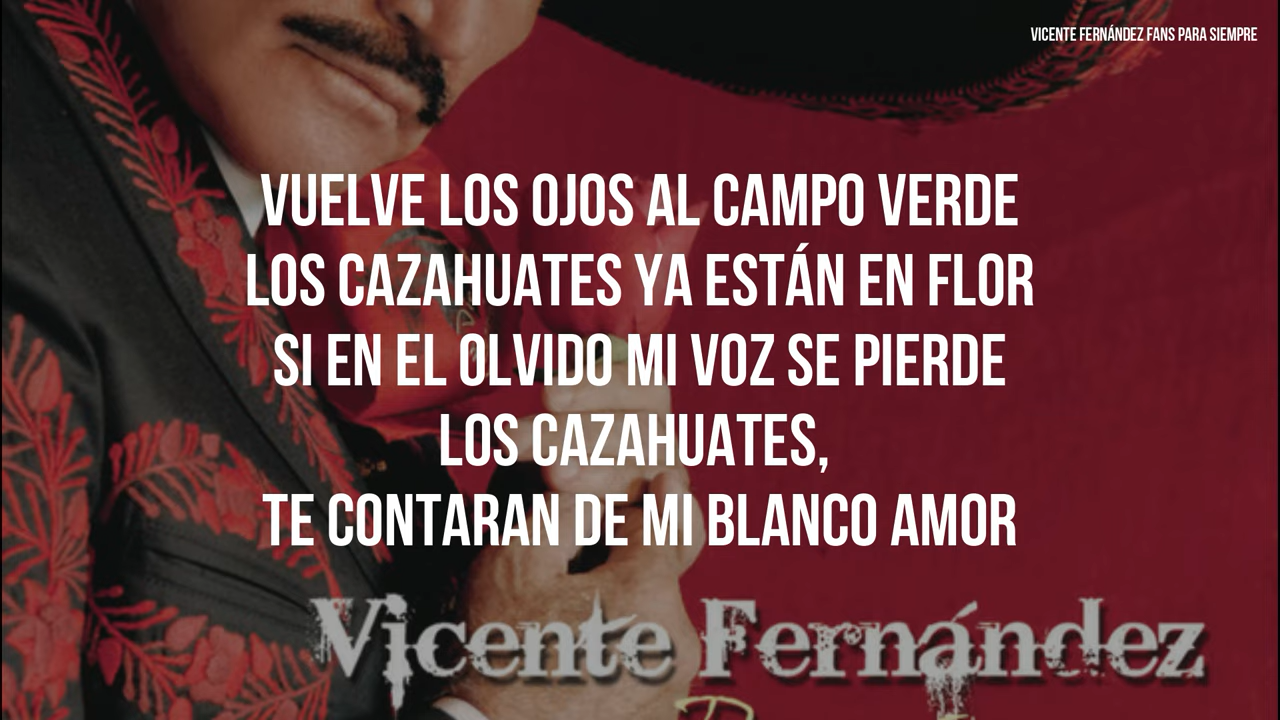 VICENTE FERNÁNDEZ FANS PARA SIEMPRE
VUELVE LOS OJOS AL CAMPO VERDE
LOS CAZAHUATES YA ESTÁN EN FLOR
SI EN EL OLVIDO MI VOZ SE PIERDE
LOS CAZAHUATES,
TE CONTARAN DE MI BLANCO AMOR
Vicente Fernández